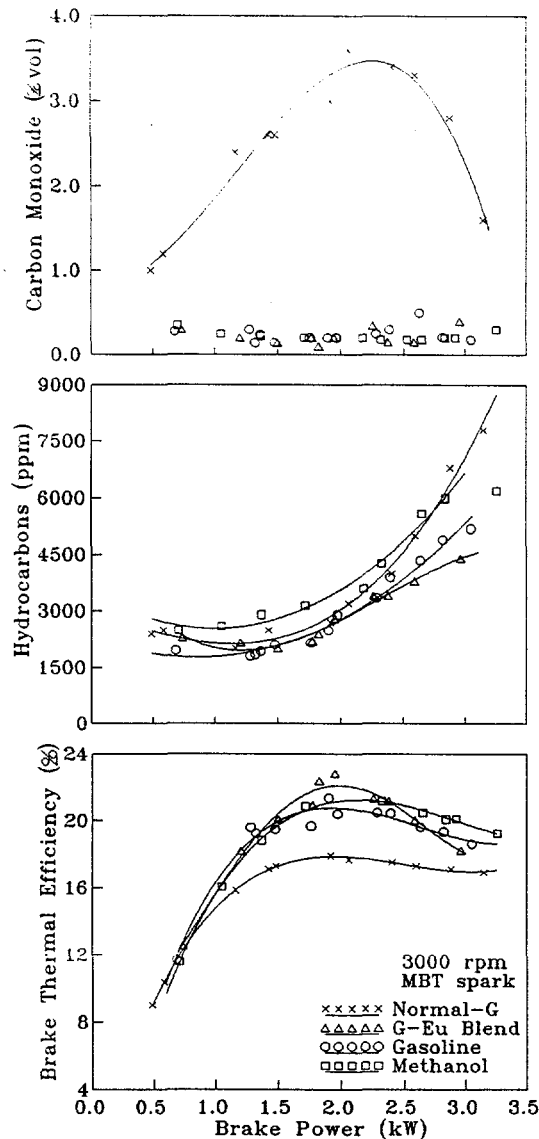 4.0
3.0
2.0
1.0
0.0
Carbon Monoxide (%vol)
9000
7500
6000
4500
3000
1500
0
Hydrocarbons (ppm)
24
20
16
12
8
4
Brake Thermal Efficiency (%)
3000 rpm
MBT spark
××××× Normal-G
△△△△△ G-Eu Blend
○○○○○ Gasoline
□□□□□ Methanol
0.0 0.5 1.0 1.5 2.0 2.5 3.0 3.5
Brake Power (kW)